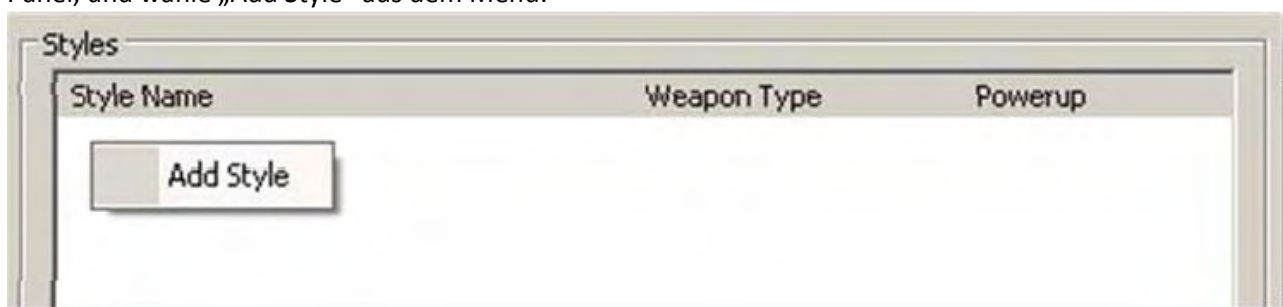 Panel, und wähle „Add Style“ aus dem Menü.
Styles
Style Name Weapon Type Powerup
Add Style